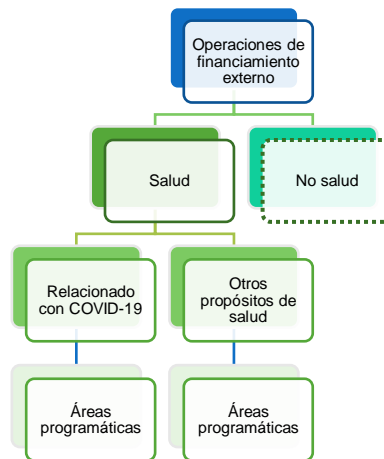 Operaciones de
financiamiento
externo
Salud
No salud
Relacionado
con COVID-19
Otros
propósitos de
salud
Áreas
programáticas
Áreas
programáticas